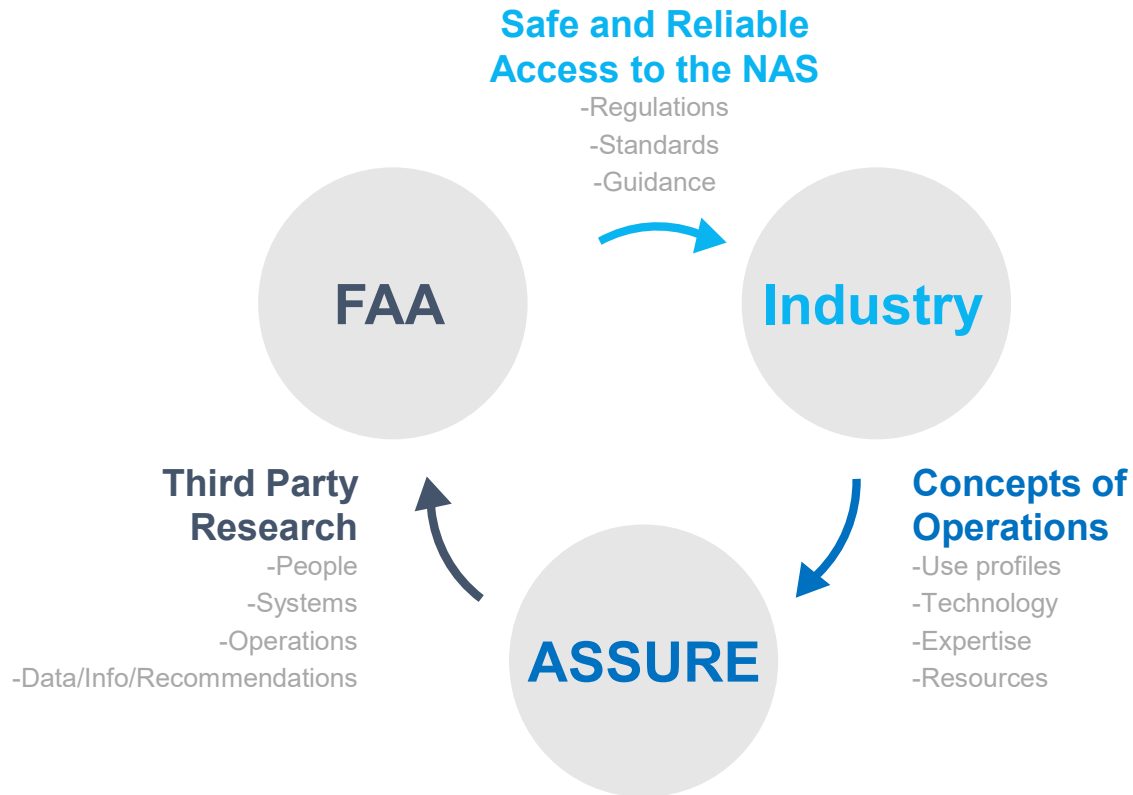 Safe and Reliable
Access to the NAS
-Regulations
-Standards
-Guidance
FAA
Industry
Third Party
Research
-People
-Systems
-Operations
-Data/Info/Recommendations
Concepts of
Operations
-Use profiles
-Technology
-Expertise
-Resources
ASSURE